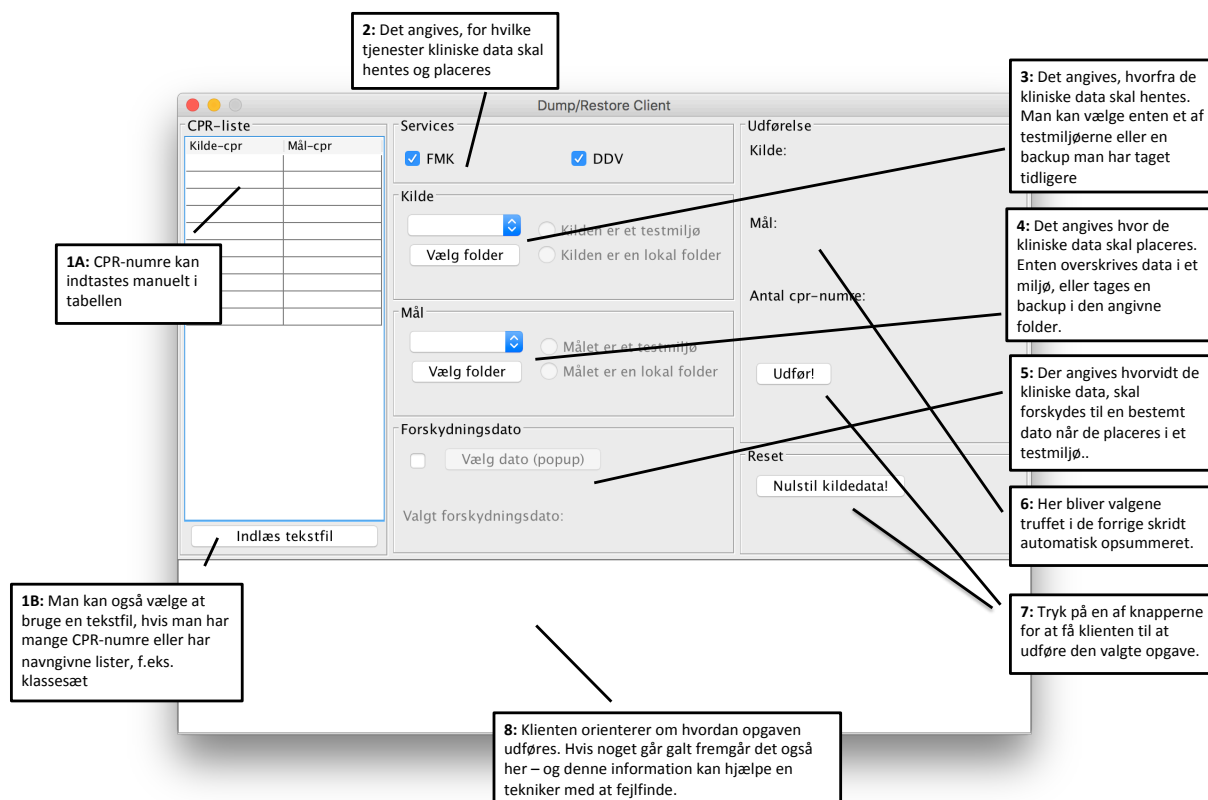 2: Det angives, for hvilke
tjenester kliniske data skal
hentes og placeres
3: Det angives, hvorfra de
kliniske data skal hentes.
Man kan vælge enten et af
testmiljøerne eller en
backup man har taget
tidligere
Dump/Restore Client
CPR-liste
Kilde-cpr Mål-cpr
1A: CPR-numre kan
indtastes manuelt i
tabellen
Indlæs tekstfil
1B: Man kan også vælge at
bruge en tekstfil, hvis man har
mange CPR-numre eller har
navngivne lister, f.eks.
klassesæt
Services
FMK DDV
Kilde
Kilden er et testmiljø
Vælg folder Kilden er en lokal folder
Mål
Målet er et testmiljø
Vælg folder Målet er en lokal folder
Forskydningsdato
Vælg dato (popup)
Valgt forskydningsdato:
Udførelse
Kilde:
Mål:
Antal cpr-numre:
Udfør!
Reset
Nulstil kildedata!
4: Det angives hvor de
kliniske data skal placeres.
Enten overskrives data i et
miljø, eller tages en
backup i den angivne
folder.
5: Der angives hvorvidt de
kliniske data, skal
forskydes til en bestemt
dato når de placeres i et
testmiljø..
6: Her bliver valgene
truffet i de forrige skridt
automatisk opsummeret.
7: Tryk på en af knapperne
for at få klienten til at
udføre den valgte opgave.
8: Klienten orienterer om hvordan opgaven
udføres. Hvis noget går galt fremgår det også
her – og denne information kan hjælpe en
tekniker med at fejlfinde.